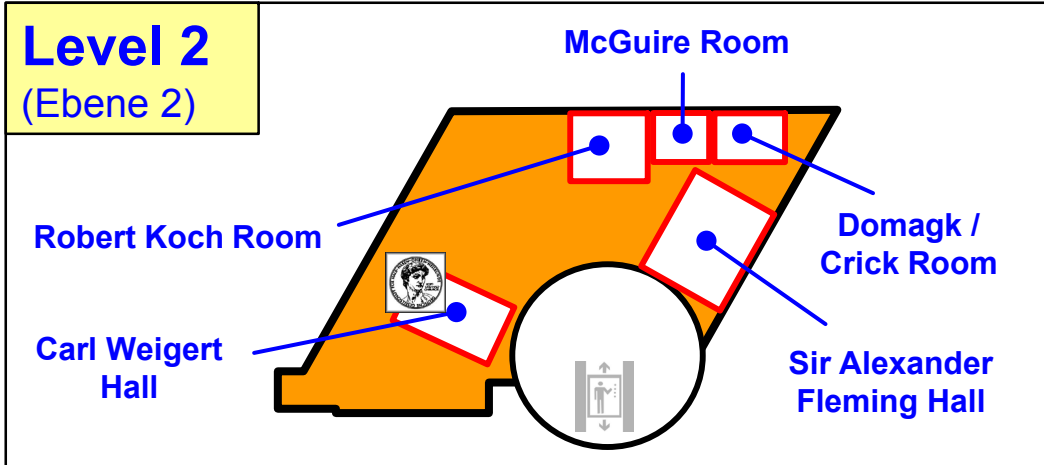 Level 2
(Ebene 2)
McGuire Room
Robert Koch Room
Domagk /
Crick Room
Carl Weigert
Hall
Sir Alexander
Fleming Hall